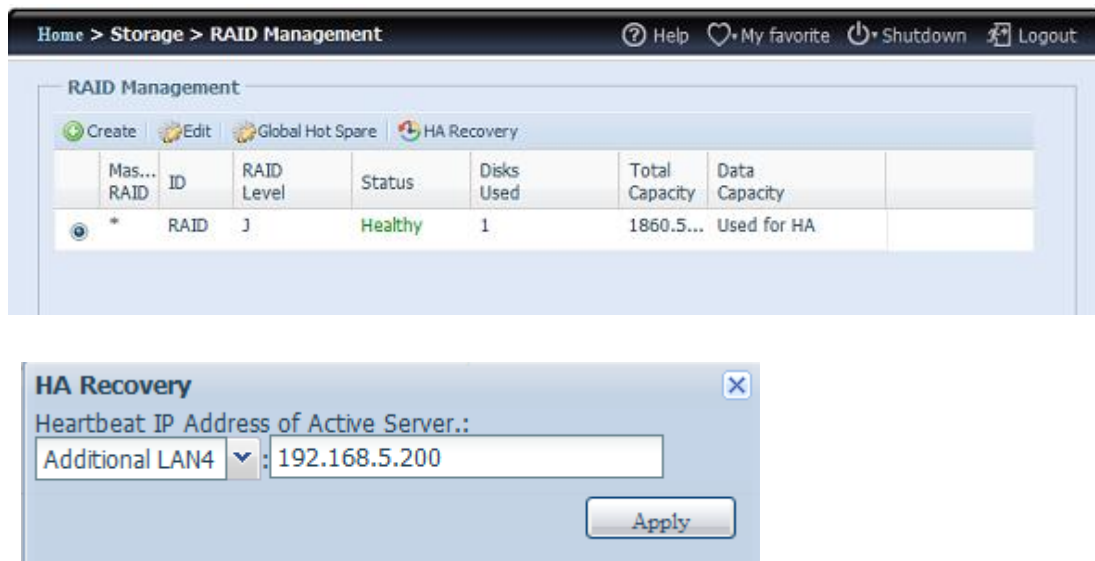 Home > Storage > RAID Management Help My favorite Shutdown Logout
RAID Management
Create Edit Global Hot Spare HA Recovery
Mas... RAID ID RAID Level Status Disks Used Total Capacity Data Capacity
* RAID J Healthy 1 1860.5... Used for HA
HA Recovery
Heartbeat IP Address of Active Server.:
Additional LAN4 : 192.168.5.200
Apply